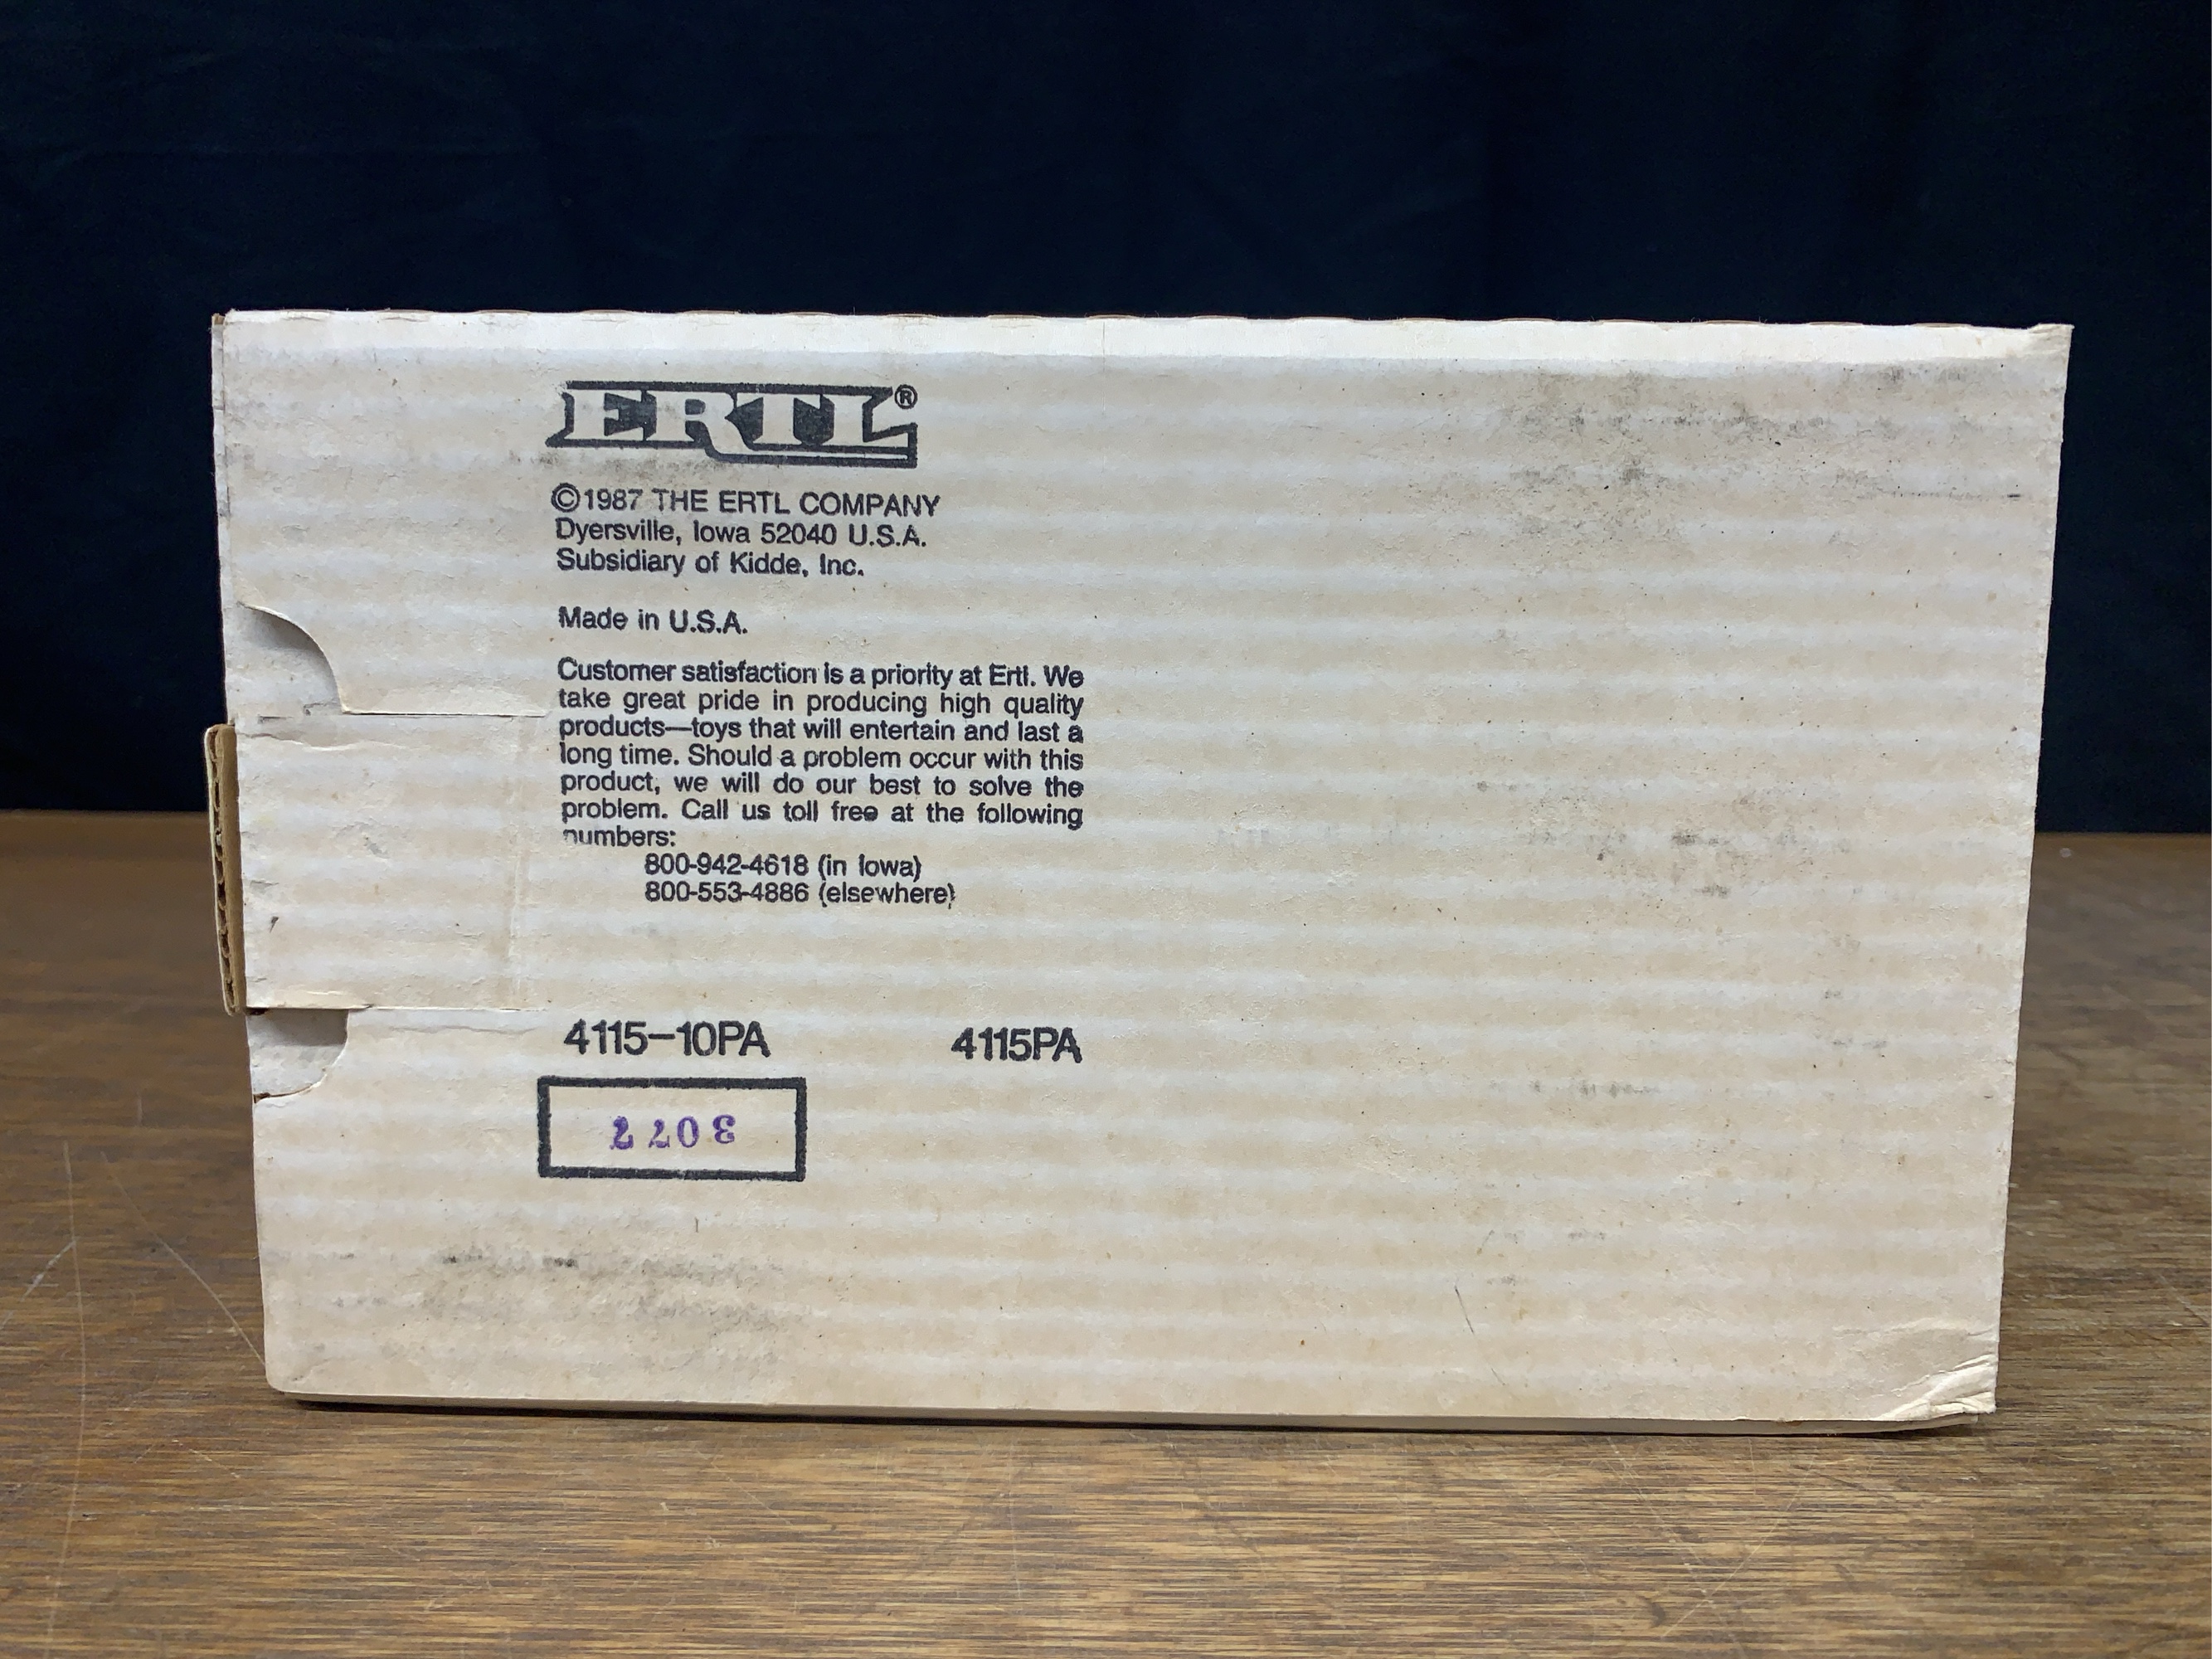 ERTL®
©1987 THE ERTL COMPANY
Dyersville, Iowa 52040 U.S.A.
Subsidiary of Kidde, Inc.
Made in U.S.A.
Customer satisfaction is a priority at Ertl. We
take great pride in producing high quality
products—toys that will entertain and last a
long time. Should a problem occur with this
product, we will do our best to solve the
problem. Call us toll free at the following
numbers:
800-942-4618 (in Iowa)
800-553-4886 (elsewhere)
4115-10PA 4115PA